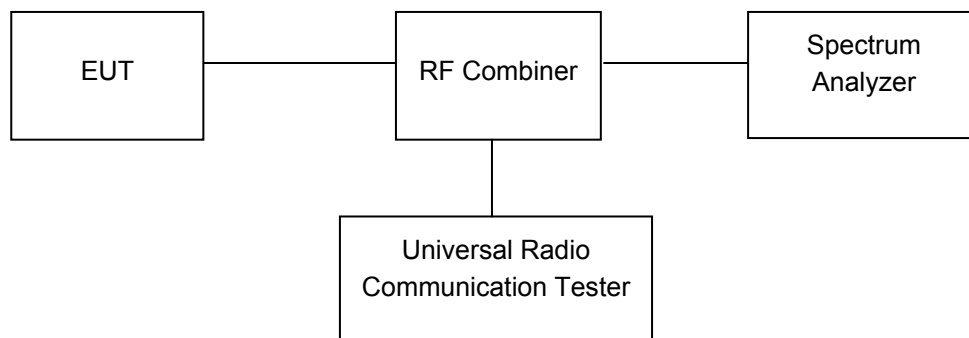 EUT
RF Combiner
Spectrum
Analyzer
Universal Radio
Communication Tester